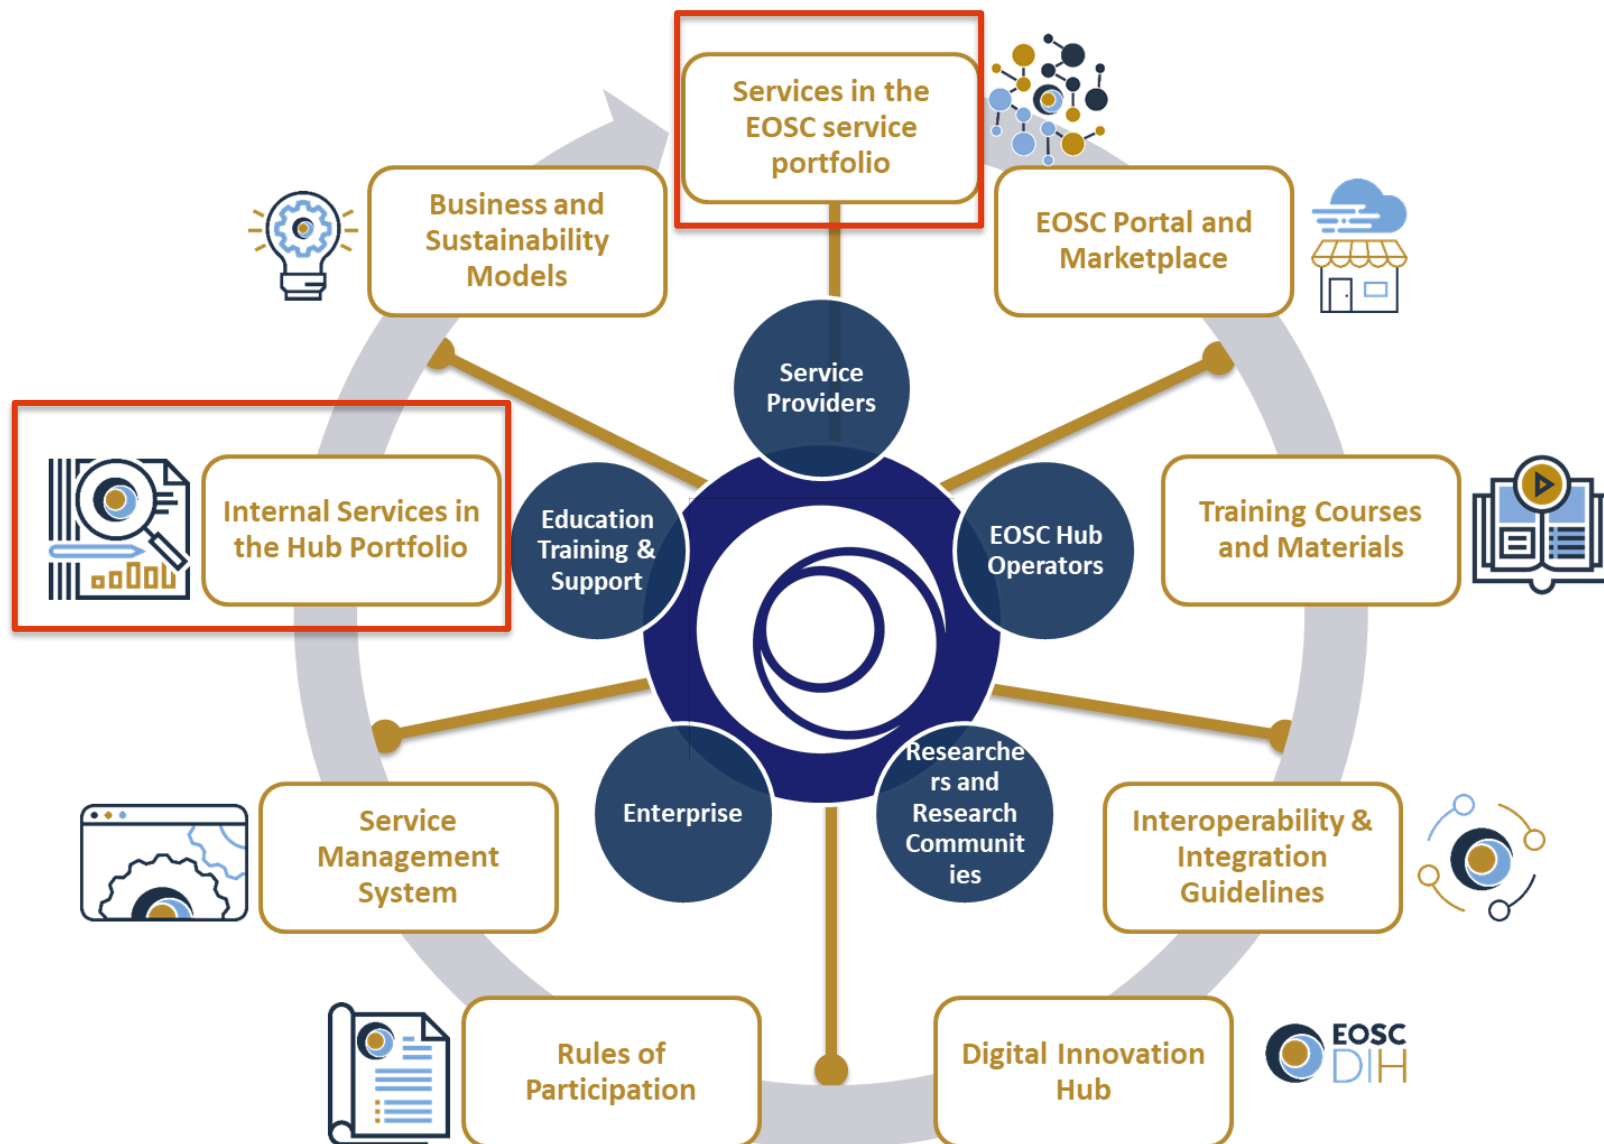 Services in the
EOSC service
portfolio
Business and
Sustainability
Models
EOSC Portal and
Marketplace
Service
Providers
Internal Services in
the Hub Portfolio
Education
Training &
Support
EOSC Hub
Operators
Training Courses
and Materials
Service
Management
System
Enterprise
Researche
rs and
Research
Communit
ies
Interoperability &
Integration
Guidelines
Rules of
Participation
Digital Innovation
Hub
EOSC
DIH